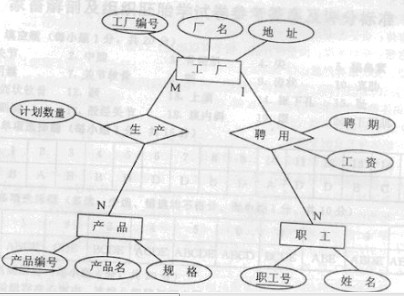 工厂编号
厂 名
地 址
工 厂
M
1
计划数量
生 产
聘 用
聘 期
工 资
N
N
产 品
职 工
产品编号
产品名
规 格
职工号
姓 名